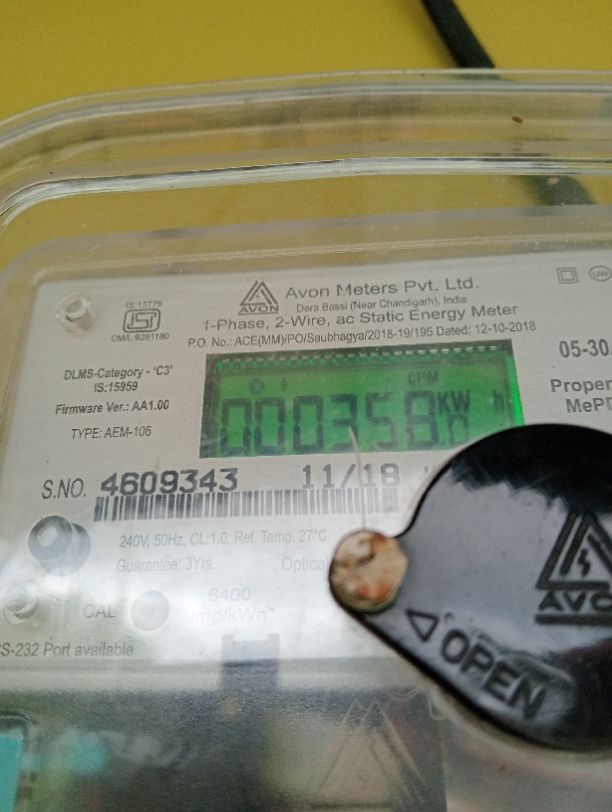 AVON
Avon Meters Pvt. Ltd.
Dera Bassi (Near Chandigarh), India
1-Phase, 2-Wire, ac Static Energy Meter
P.O. No.: ACE(MM)/PO/Saubhagya/2018-19/195 Dated: 12-10-2018
IS:13779
CM/L:9281180
DLMS-Category - 'C3'
IS:15959
Firmware Ver.: AA1.00
TYPE: AEM-106
CUM
000358 KW h
05-30
Proper
MePD
S.NO. 4609343 11/18
240V, 50Hz, CL:1.0, Ref. Temp. 27°C
Guarantee: 3Yrs. Optical
CAL
6400
imp/kWh
RS-232 Port available
AVO
OPEN